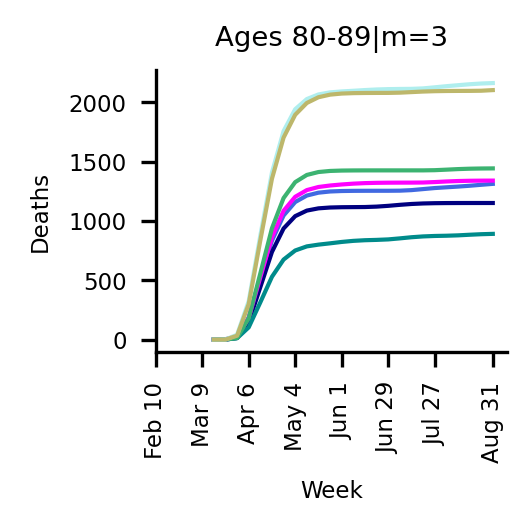 Ages 80-89|m=3
Deaths
2000
1500
1000
500
0
Feb 10
Mar 9
Apr 6
May 4
Jun 1
Jun 29
Jul 27
Aug 31
Week